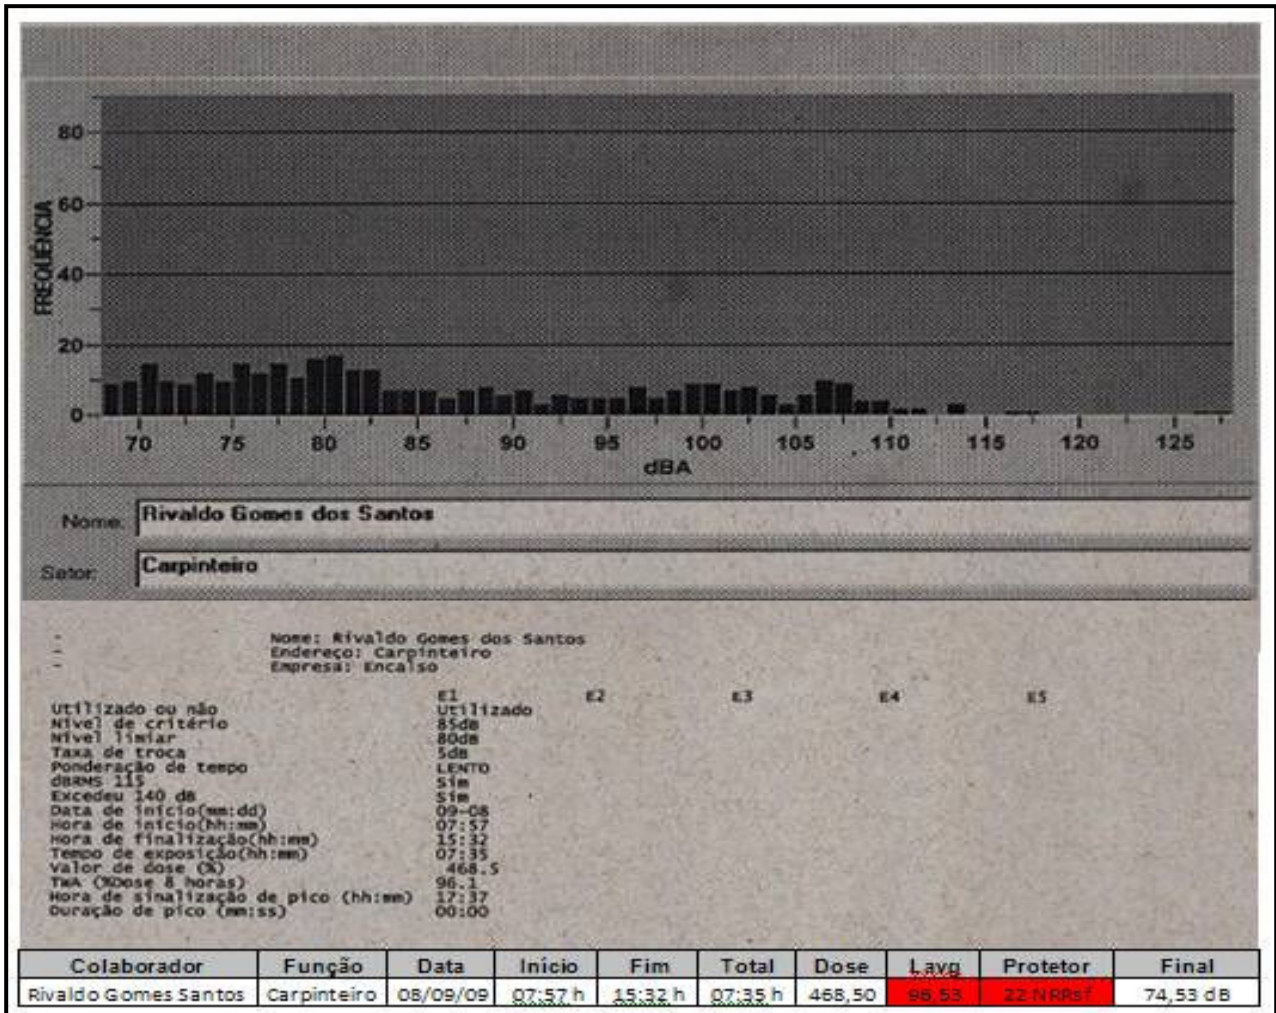 80
60
40
20
0
FREQUÊNCIA
70 75 80 85 90 95 100 105 110 115 120 125
dBA
Nome: Rivaldo Gomes dos Santos
Setor: Carpinteiro
Nome: Rivaldo Gomes dos Santos
Endereço: Carpinteiro
Empresa: Encalso
E1 E2 E3 E4 E5
Utilizado ou não Utilizado
Nível de critério 85dB
Nível limiar 80dB
Taxa de troca 5dB
Ponderação de tempo LENTO
dBRMS 115 Sim
Excedeu 140 dB Sim
Data de início(mm:dd) 09-08
Hora de início(hh:mm) 07:57
Hora de finalização(hh:mm) 15:32
Tempo de exposição(hh:mm) 07:35
Valor de dose (%) 468.5
TWA (%Dose 8 horas) 96.1
Hora de sinalização de pico (hh:mm) 17:37
Duração de pico (mm:ss) 00:00
Colaborador Função Data Início Fim Total Dose Lavg Protetor Final
Rivaldo Gomes Santos Carpinteiro 08/09/09 07:57 h 15:32 h 07:35 h 468,50 96,53 22 NRRsf 74,53 dB